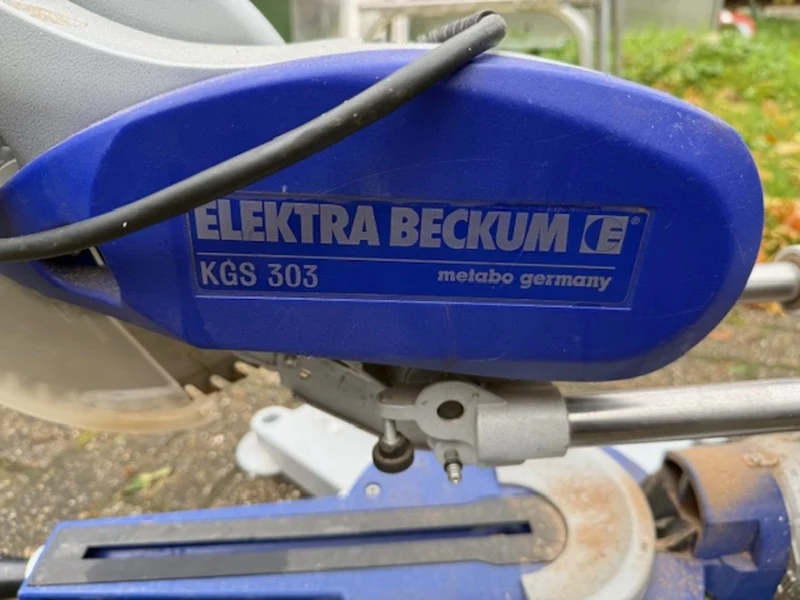 ELEKTRA BECKUM E®
KGS 303
metabo germany